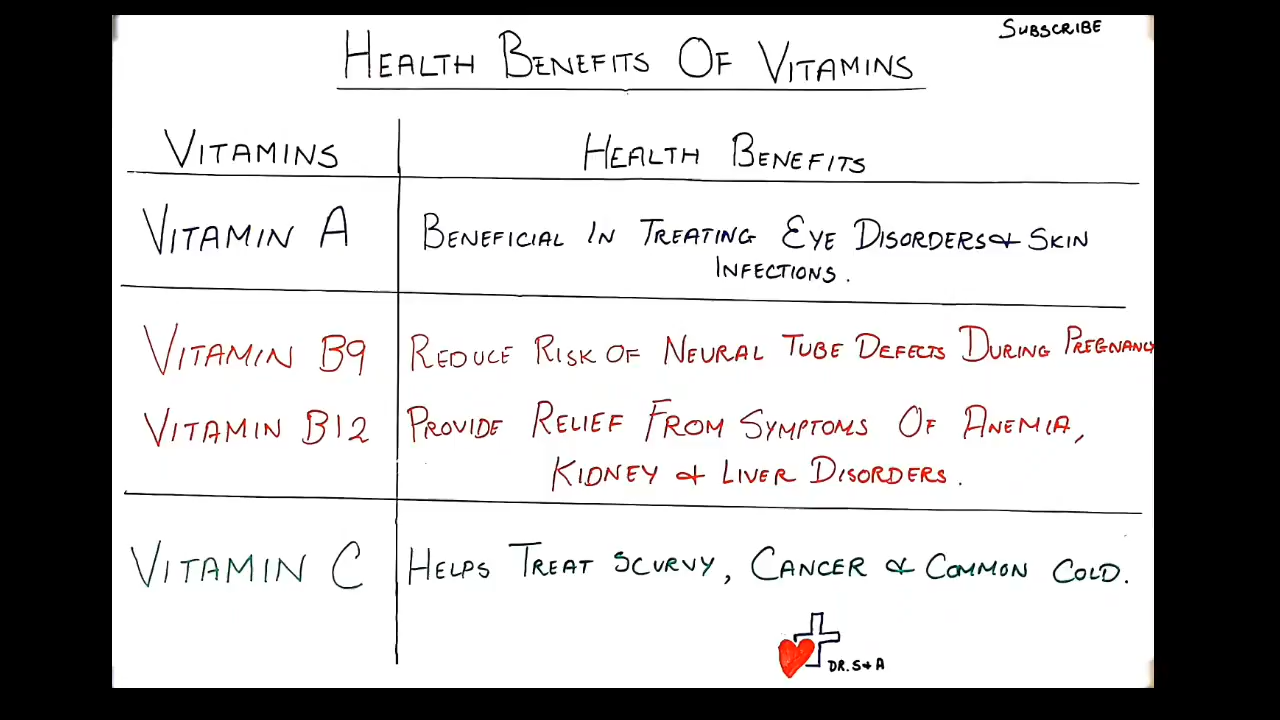 SUBSCRIBE
HEALTH BENEFITS OF VITAMINS
VITAMINS HEALTH BENEFITS
VITAMIN A BENEFICIAL IN TREATING EYE DISORDERS & SKIN
INFECTIONS.
VITAMIN B9 REDUCE RISK OF NEURAL TUBE DEFECTS DURING PREGNANCY
VITAMIN B12 PROVIDE RELIEF FROM SYMPTOMS OF ANEMIA,
KIDNEY & LIVER DISORDERS.
VITAMIN C HELPS TREAT SCURVY, CANCER & COMMON COLD.
DR. S & A